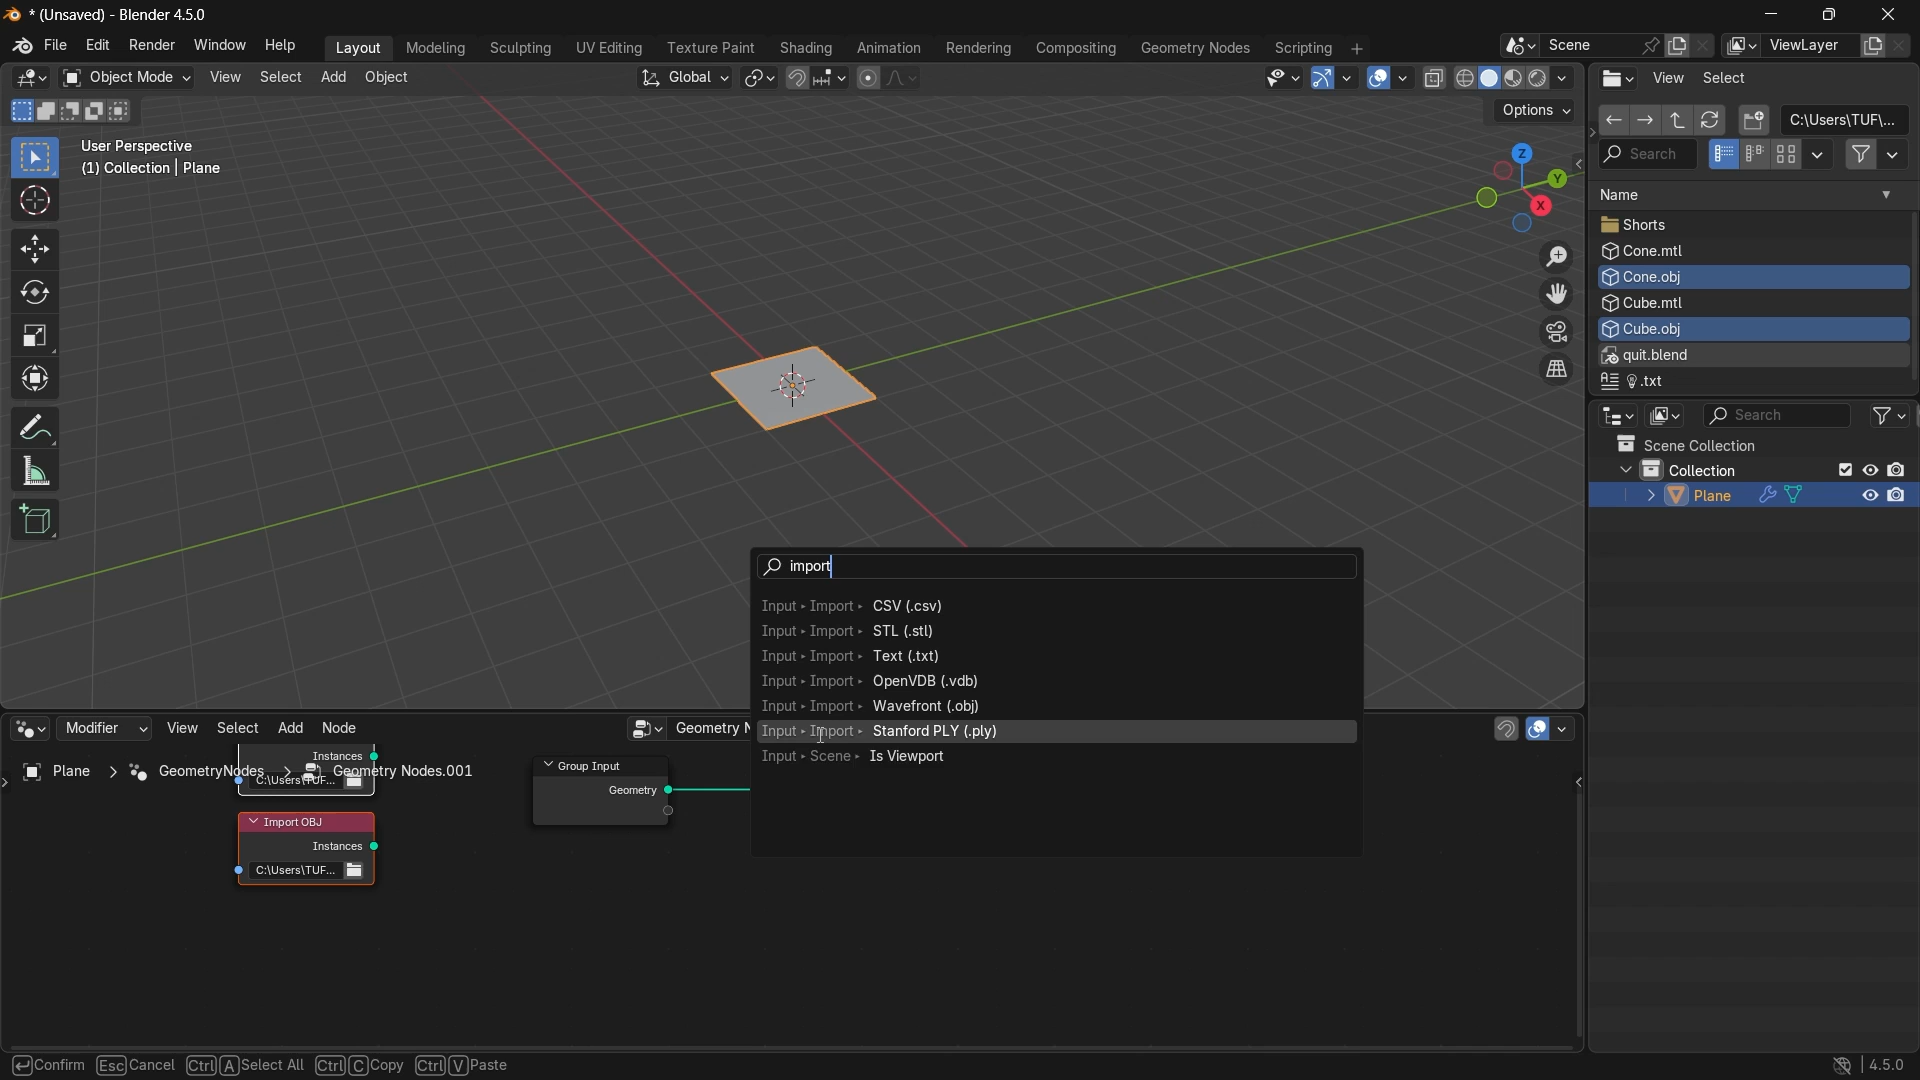 * (Unsaved) - Blender 4.5.0
File Edit Render Window Help Layout Modeling Sculpting UV Editing Texture Paint Shading Animation Rendering Compositing Geometry Nodes Scripting + Scene ViewLayer
Object Mode View Select Add Object Global
Options
User Perspective
(1) Collection | Plane
Z
Y
X
View Select
C:\Users\TUF\...
Search
Name
Shorts
Cone.mtl
Cone.obj
Cube.mtl
Cube.obj
quit.blend
.txt
Search
Scene Collection
Collection
Plane
import
Input ▸ Import ▸ CSV (.csv)
Input ▸ Import ▸ STL (.stl)
Input ▸ Import ▸ Text (.txt)
Input ▸ Import ▸ OpenVDB (.vdb)
Input ▸ Import ▸ Wavefront (.obj)
Input ▸ Import ▸ Stanford PLY (.ply)
Input ▸ Scene ▸ Is Viewport
Modifier View Select Add Node Geometry N
Instances
Plane > GeometryNodes > Geometry Nodes.001
C:\Users\TUF...
Group Input
Geometry
Import OBJ
Instances
C:\Users\TUF...
Confirm Esc Cancel Ctrl A Select All Ctrl C Copy Ctrl V Paste
4.5.0